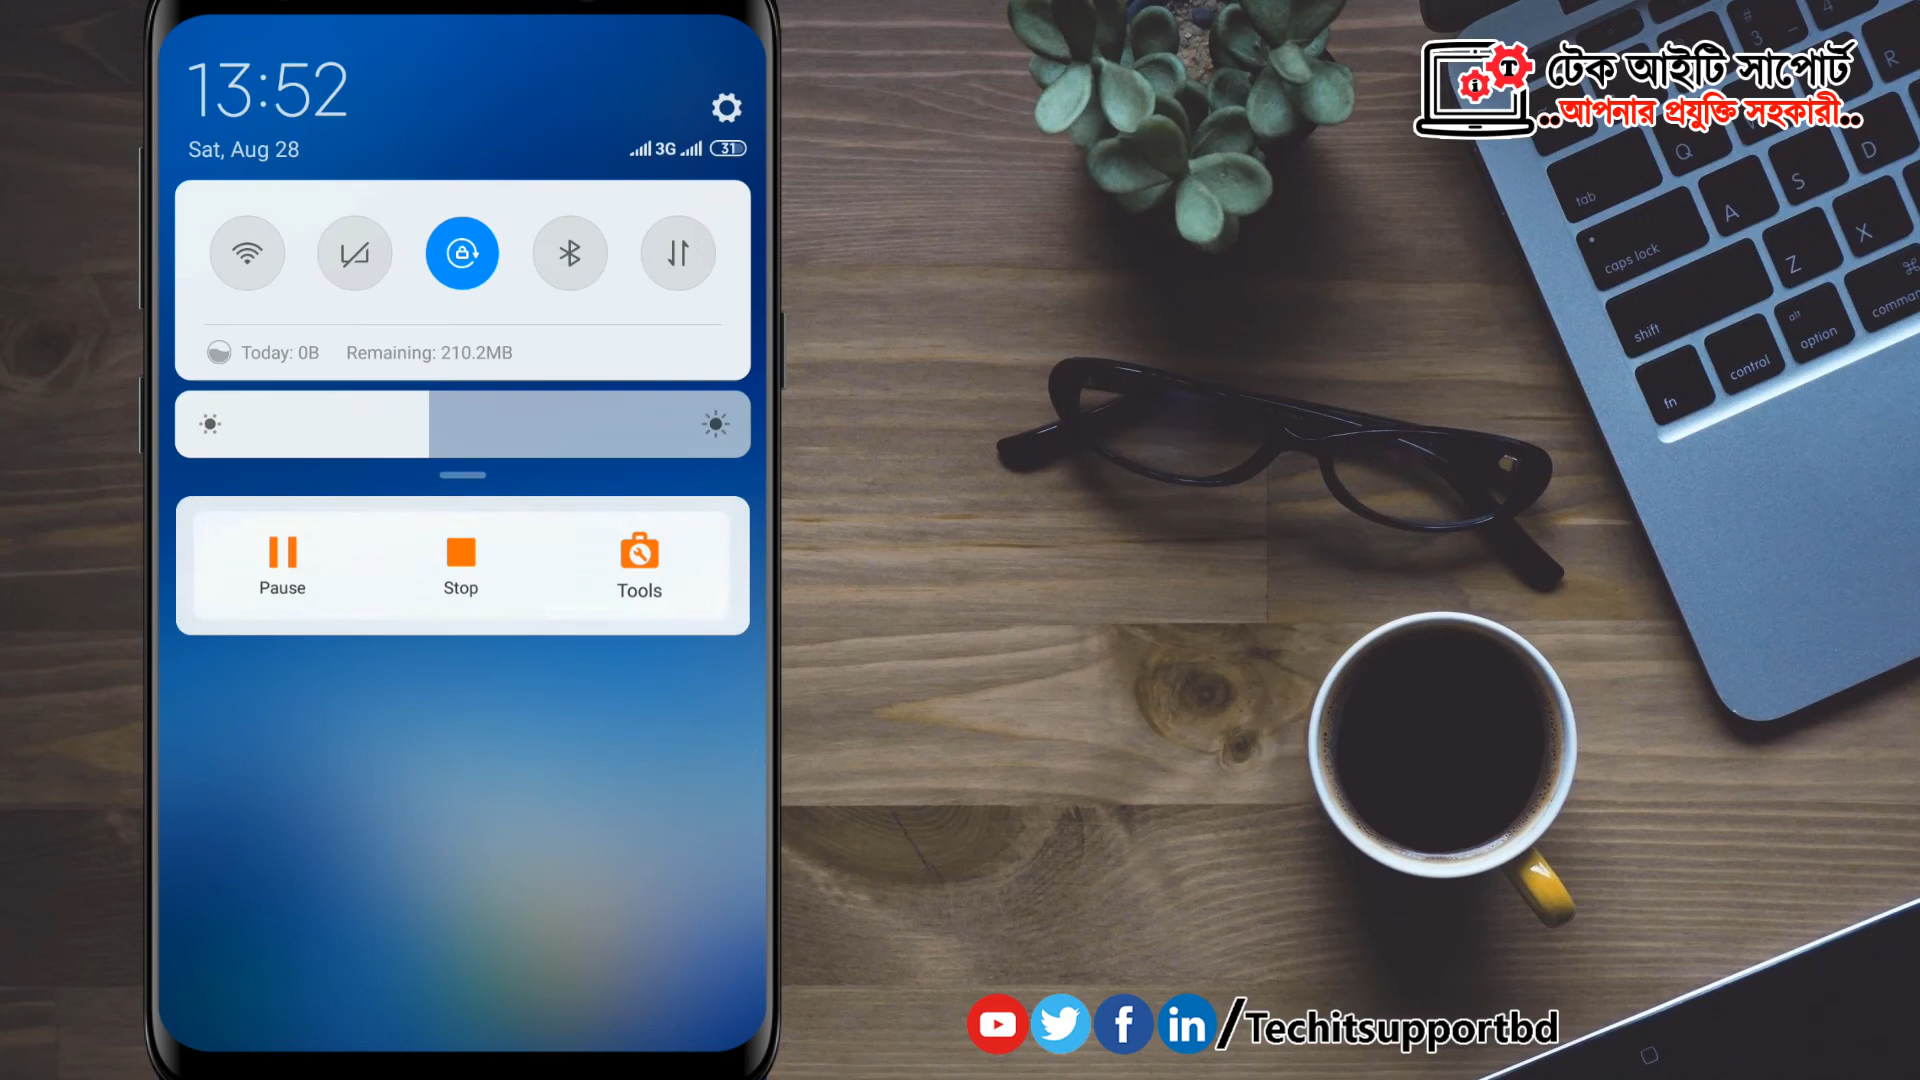 13:52
Sat, Aug 28
3G 31
Today: 0B Remaining: 210.2MB
Pause
Stop
Tools
টেক আইটি সাপোর্ট
..আপনার প্রযুক্তি সহকারী..
tab
Q
R
caps lock
A
S
D
shift
Z
X
fn
control
alt
option
/Techitsupportbd